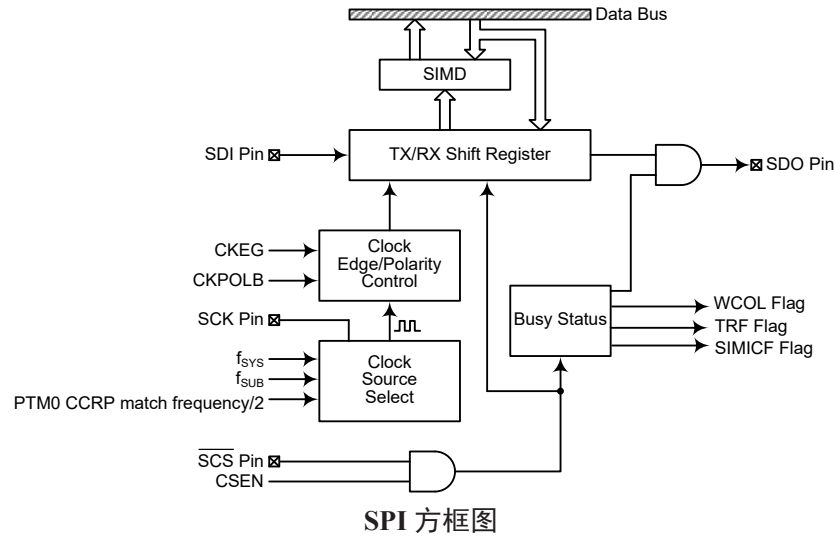 Data Bus
SIMD
SDI Pin
TX/RX Shift Register
SDO Pin
CKEG
CKPOLB
Clock
Edge/Polarity
Control
SCK Pin
Busy Status
WCOL Flag
TRF Flag
SIMICF Flag
fSYS
fSUB
PTM0 CCRP match frequency/2
Clock
Source
Select
SCS Pin
CSEN
SPI 方框图